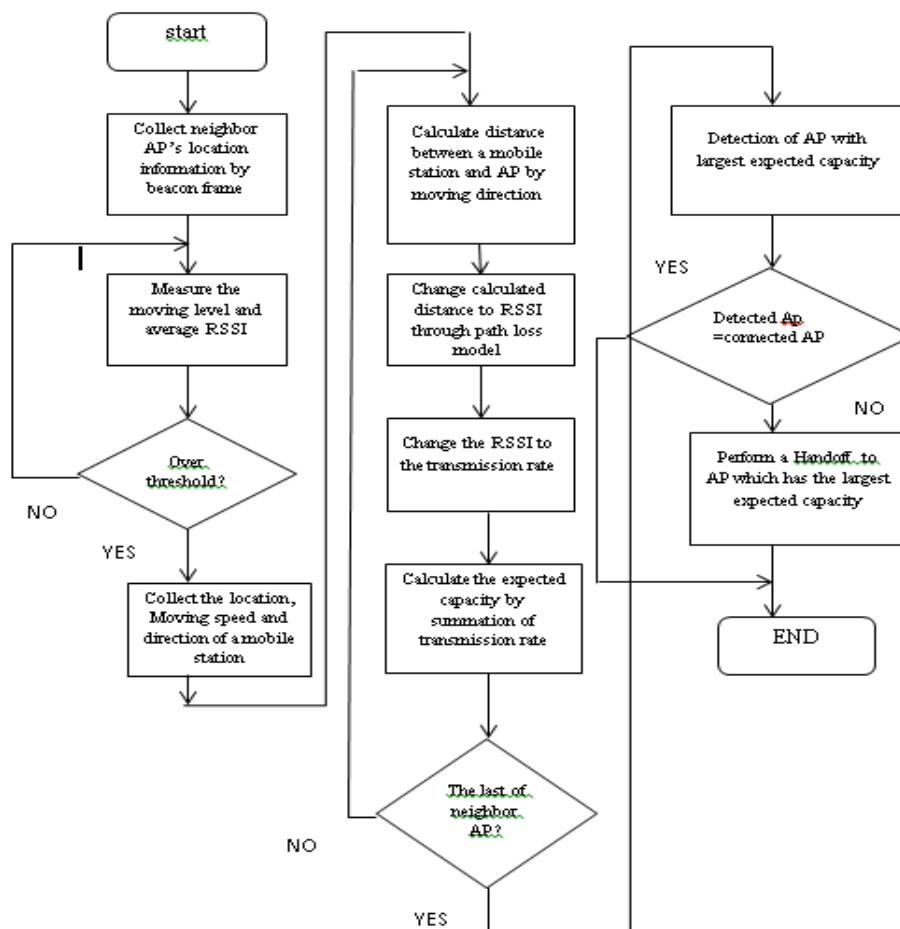 start
Collect neighbor
AP's location
information by
beacon frame
Measure the
moving level and
average RSSI
Over
threshold?
NO
YES
Collect the location,
Moving speed and
direction of a mobile
station
Calculate distance
between a mobile
station and AP by
moving direction
Change calculated
distance to RSSI
through path loss
model
Change the RSSI to
the transmission rate
Calculate the expected
capacity by
summation of
transmission rate
The last of
neighbor
AP?
NO
YES
Detection of AP with
largest expected
capacity
YES
Detected Ap
=connected AP
NO
Perform a Handoff to
AP which has the largest
expected capacity
END